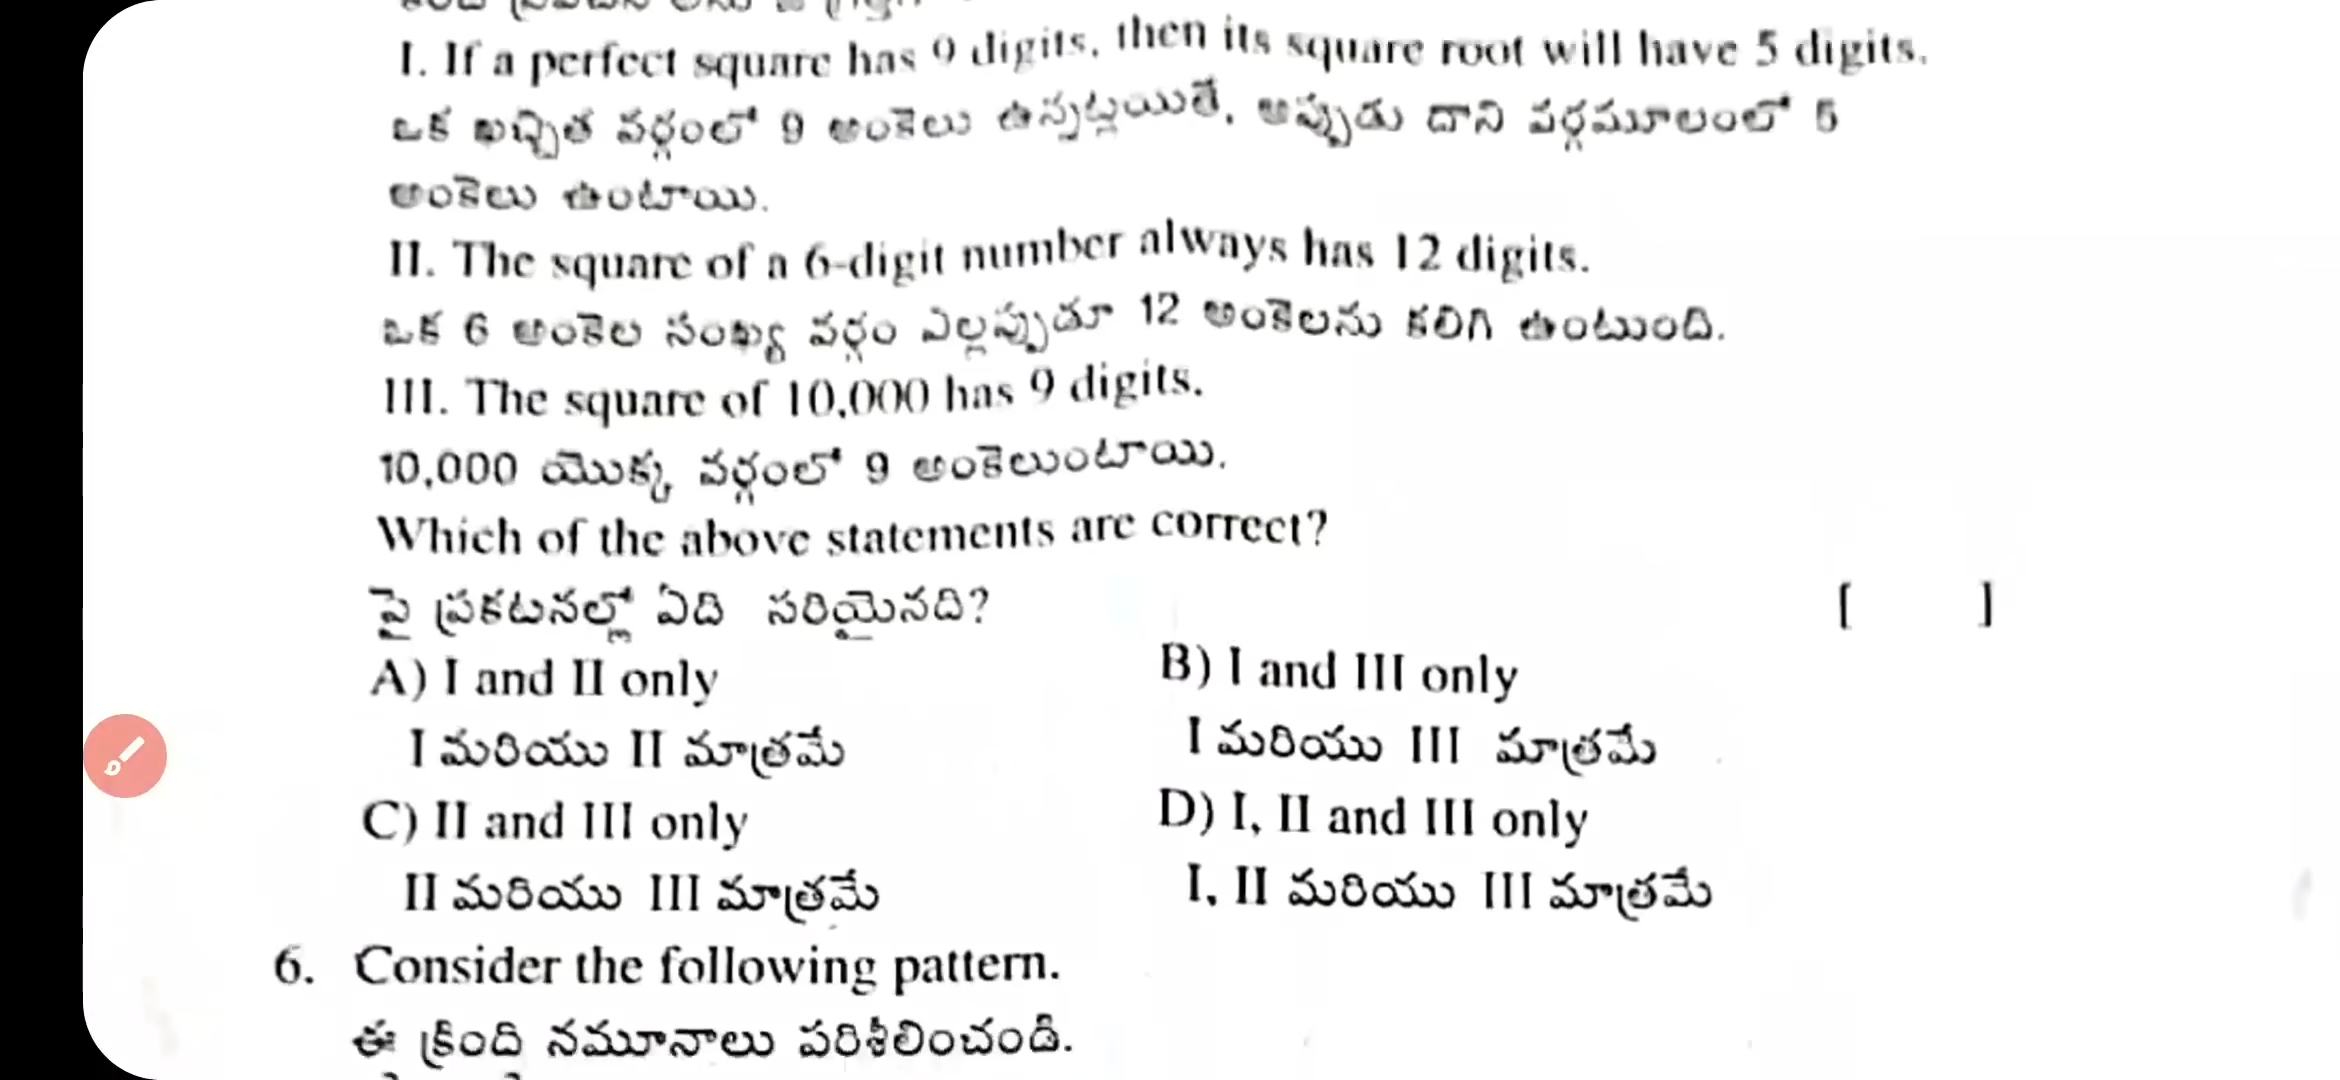 I. If a perfect square has 9 digits, then its square root will have 5 digits.
ఒక ఖచ్చిత వర్గంలో 9 అంకెలు ఉన్నట్లయితే, అప్పుడు దాని వర్గమూలంలో 5
అంకెలు ఉంటాయి.
II. The square of a 6-digit number always has 12 digits.
ఒక 6 అంకెల సంఖ్య వర్గం ఎల్లప్పుడూ 12 అంకెలను కలిగి ఉంటుంది.
III. The square of 10,000 has 9 digits.
10,000 యొక్క వర్గంలో 9 అంకెలుంటాయి.
Which of the above statements are correct?
పై ప్రకటనల్లో ఏది సరియైనది? [ ]
A) I and II only B) I and III only
I మరియు II మాత్రమే I మరియు III మాత్రమే
C) II and III only D) I, II and III only
II మరియు III మాత్రమే I, II మరియు III మాత్రమే
6. Consider the following pattern.
ఈ క్రింది నమూనాలు పరిశీలించండి.